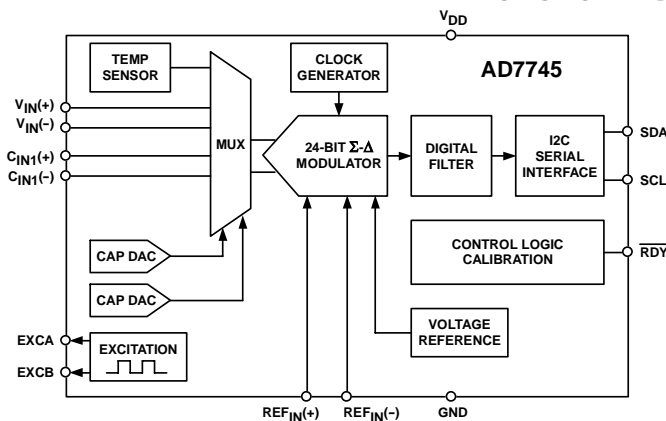 VDD
TEMP
SENSOR
CLOCK
GENERATOR
AD7745
VIN(+)
VIN(–)
CIN1(+)
CIN1(–)
MUX
24-BIT Σ-Δ
MODULATOR
DIGITAL
FILTER
I2C
SERIAL
INTERFACE
SDA
SCL
CAP DAC
CAP DAC
CONTROL LOGIC
CALIBRATION
RDY
EXCA
EXCB
EXCITATION
VOLTAGE
REFERENCE
REFIN(+)
REFIN(–)
GND